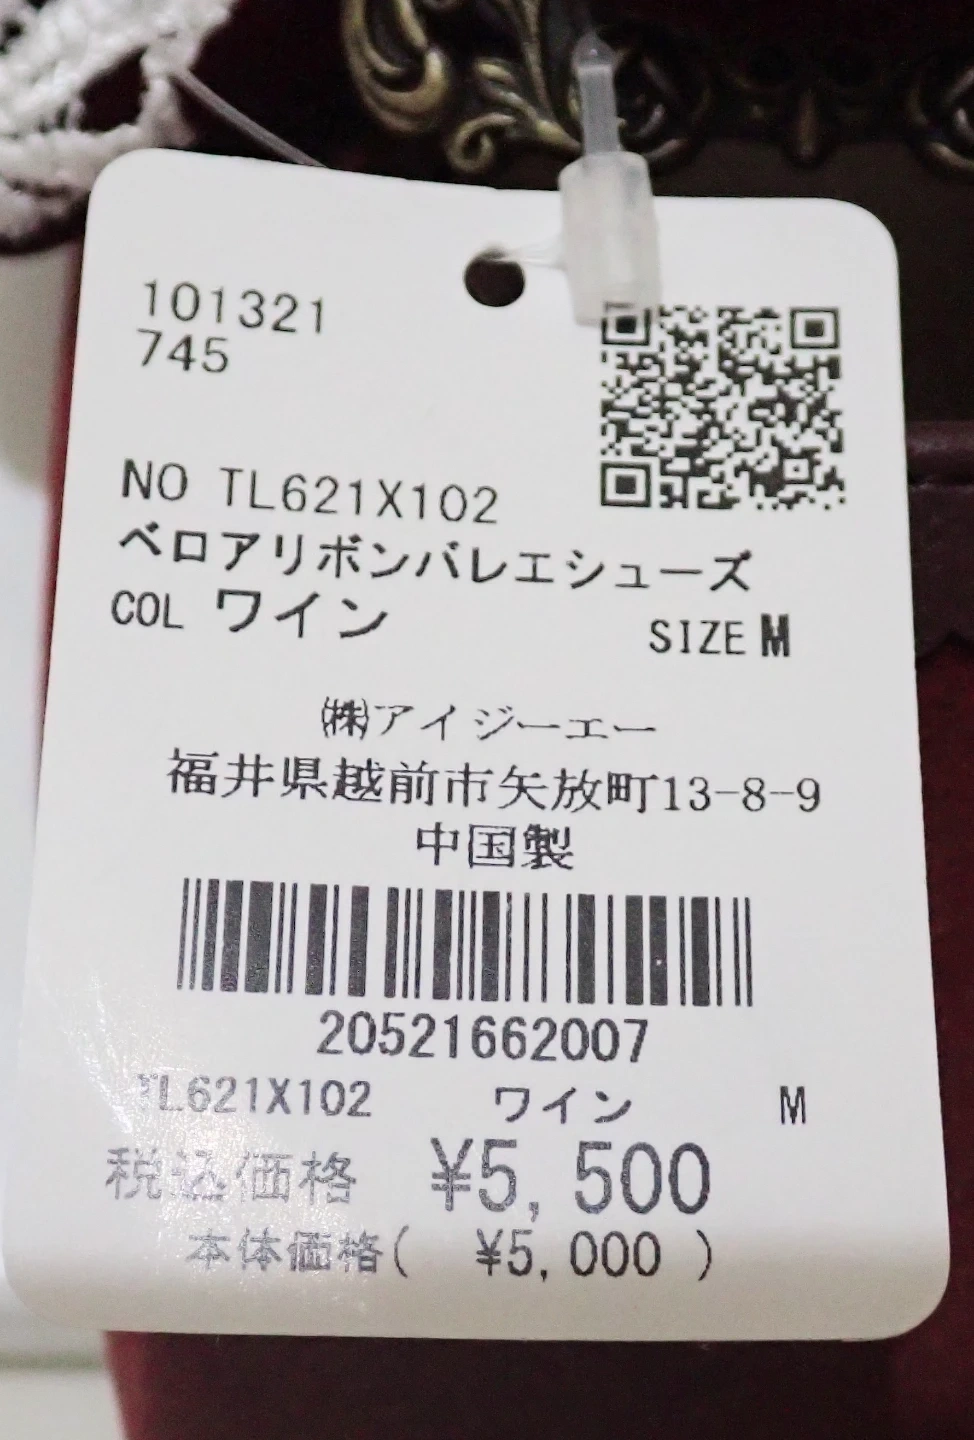 101321
745
NO TL621X102
ベロアリボンバレエシューズ
COL ワイン SIZE M
㈱アイジーエー
福井県越前市矢放町13-8-9
中国製
20521662007
TL621X102 ワイン M
税込価格 ¥5,500
本体価格( ¥5,000 )